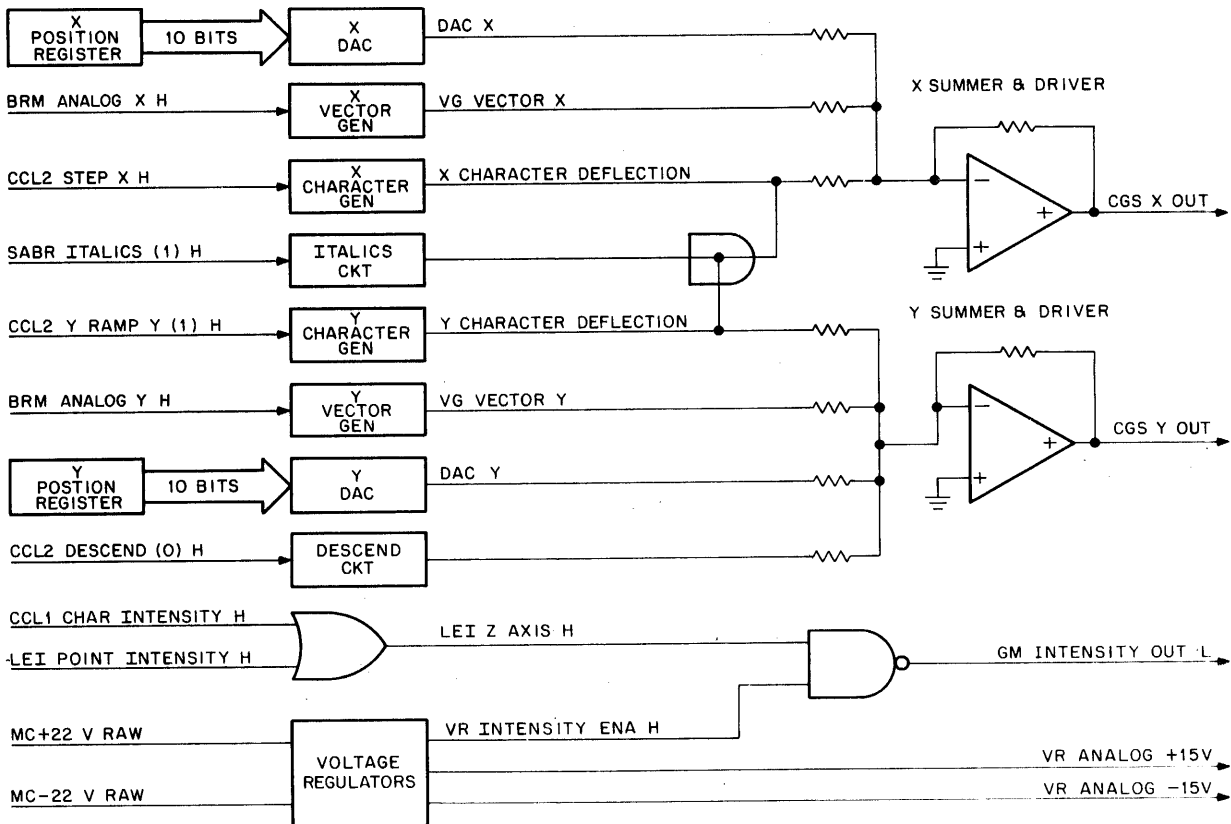 X
POSITION
REGISTER
10 BITS
X
DAC
DAC X
BRM ANALOG X H
X
VECTOR
GEN
VG VECTOR X
X SUMMER & DRIVER
CCL2 STEP X H
X
CHARACTER
GEN
X CHARACTER DEFLECTION
−
+
+
CGS X OUT
SABR ITALICS (1) H
ITALICS
CKT
CCL2 Y RAMP Y (1) H
Y
CHARACTER
GEN
Y CHARACTER DEFLECTION
Y SUMMER & DRIVER
BRM ANALOG Y H
Y
VECTOR
GEN
VG VECTOR Y
−
+
+
CGS Y OUT
Y
POSTION
REGISTER
10 BITS
Y
DAC
DAC Y
CCL2 DESCEND (0) H
DESCEND
CKT
CCL1 CHAR INTENSITY H
LEI POINT INTENSITY H
LEI Z AXIS H
GM INTENSITY OUT L
MC+22 V RAW
MC-22 V RAW
VOLTAGE
REGULATORS
VR INTENSITY ENA H
VR ANALOG +15V
VR ANALOG -15V